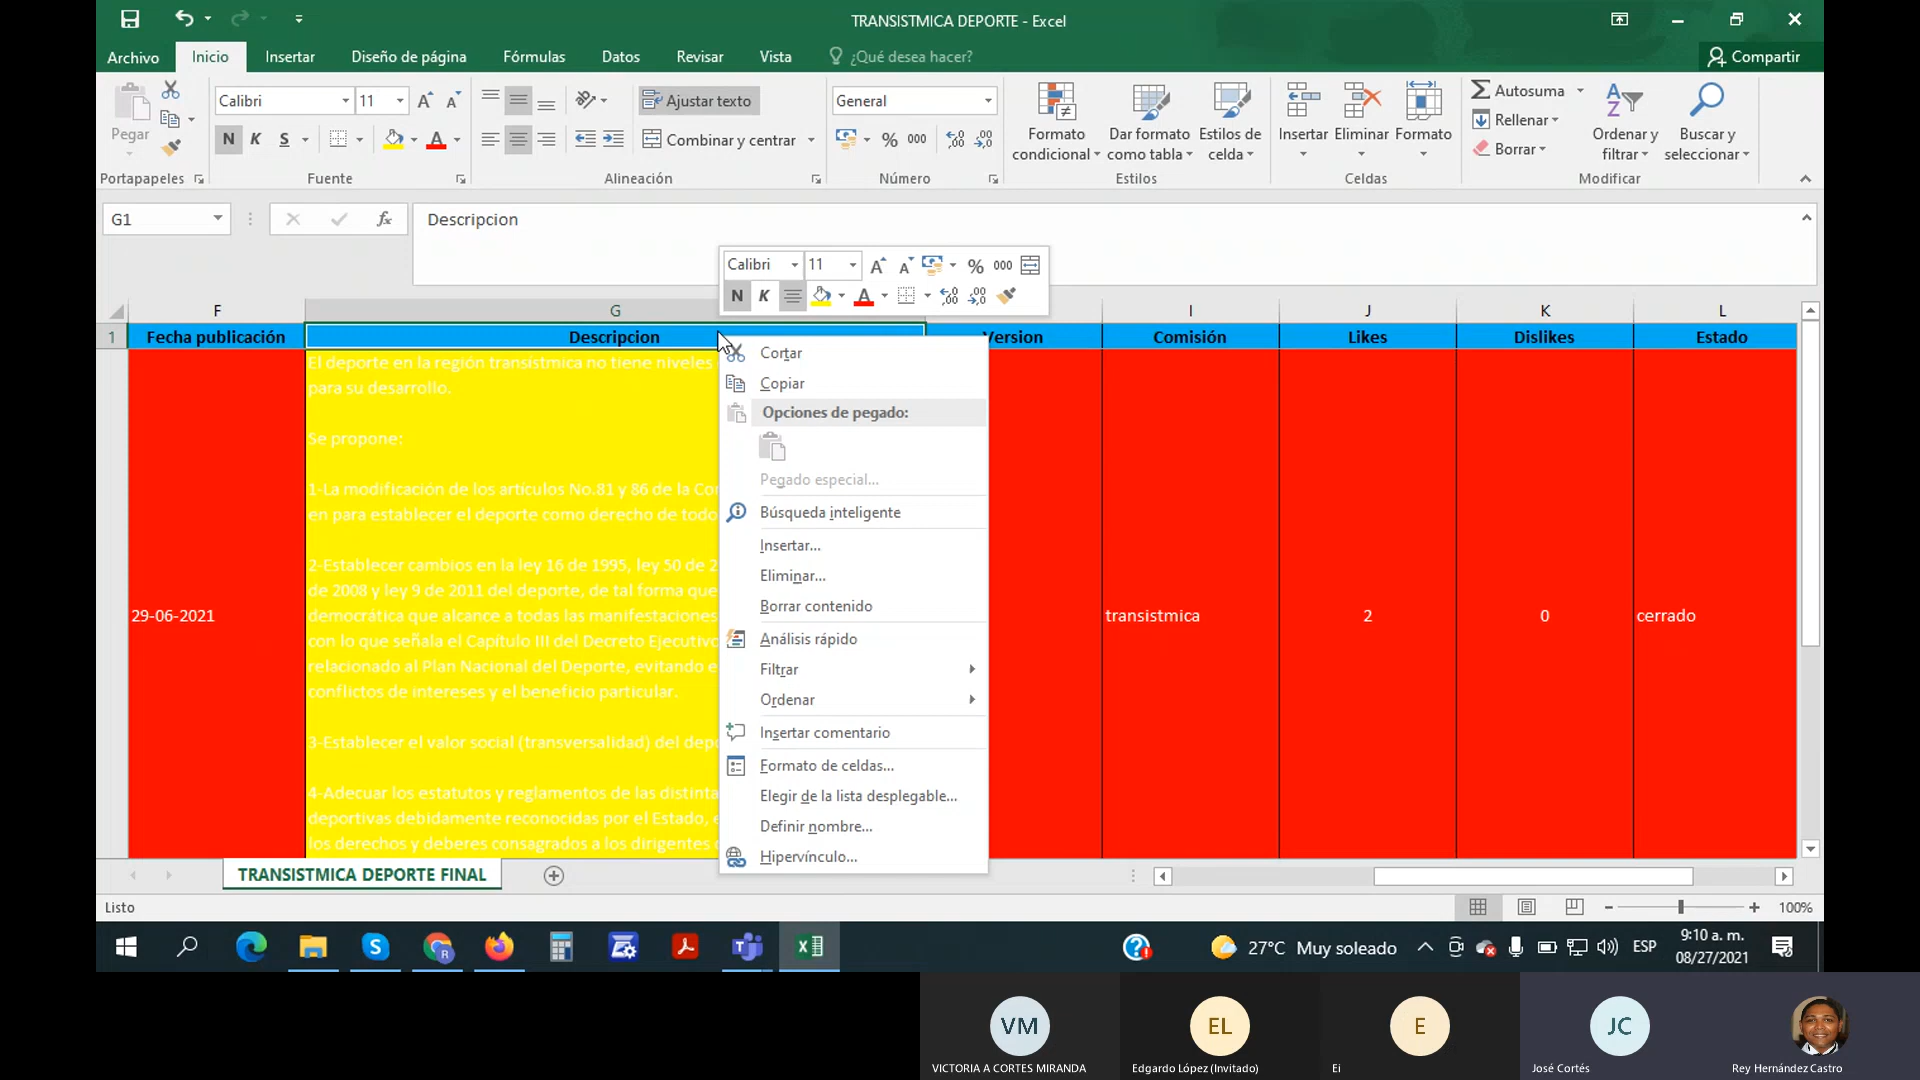 TRANSISTMICA DEPORTE - Excel
Archivo Inicio Insertar Diseño de página Fórmulas Datos Revisar Vista ¿Qué desea hacer? Compartir
Pegar
Portapapeles
Calibri 11
N K S
Fuente
Ajustar texto
Combinar y centrar
Alineación
General
% 000
Número
Formato condicional
Dar formato como tabla
Estilos de celda
Estilos
Insertar Eliminar Formato
Celdas
Autosuma
Rellenar
Borrar
Ordenar y filtrar
Buscar y seleccionar
Modificar
G1 fx Descripcion
Calibri 11 % 000
N K
F G I J K L
1 Fecha publicación Descripcion Version Comisión Likes Dislikes Estado
El deporte en la región transístmica no tiene niveles
para su desarrollo.
Se propone:
1-La modificación de los artículos No.81 y 86 de la
en para establecer el deporte como derecho de
2-Establecer cambios en la ley 16 de 1995, ley 50 de
de 2008 y ley 9 de 2011 del deporte, de tal forma que
democrática que alcance a todas las manifestaciones
con lo que señala el Capítulo III del Decreto Ejecutivo
relacionado al Plan Nacional del Deporte, evitando
conflictos de intereses y el beneficio particular.
3-Establecer el valor social (transversalidad) del
4-Adecuar los estatutos y reglamentos de las
deportivas debidamente reconocidas por el Estado,
los derechos y deberes consagrados a los dirigentes
29-06-2021 transistmica 2 0 cerrado
Cortar
Copiar
Opciones de pegado:
Pegado especial...
Búsqueda inteligente
Insertar...
Eliminar...
Borrar contenido
Análisis rápido
Filtrar
Ordenar
Insertar comentario
Formato de celdas...
Elegir de la lista desplegable...
Definir nombre...
Hipervínculo...
TRANSISTMICA DEPORTE FINAL
Listo 100%
27°C Muy soleado ESP
9:10 a. m.
08/27/2021
VM EL E JC
VICTORIA A CORTES MIRANDA Edgardo López (Invitado) Ei José Cortés Rey Hernández Castro